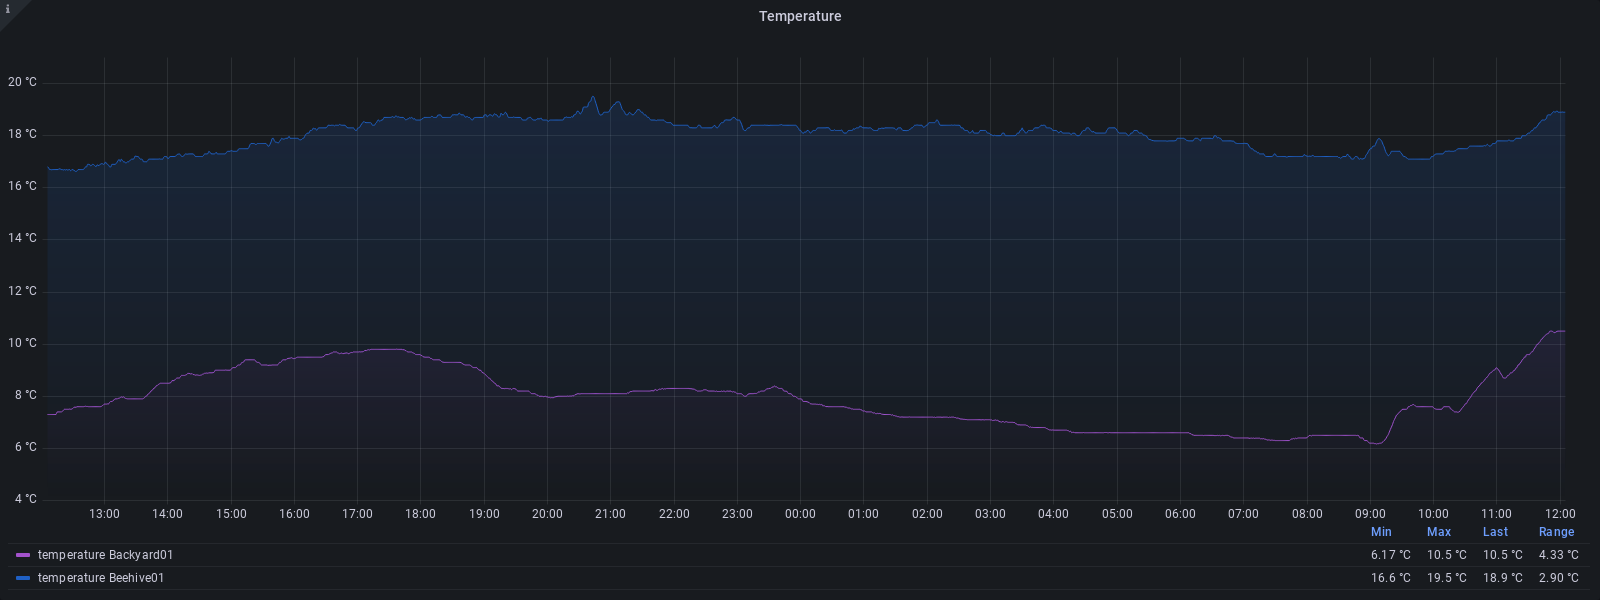 i
Temperature
20 °C
18 °C
16 °C
14 °C
12 °C
10 °C
8 °C
6 °C
4 °C
13:00 14:00 15:00 16:00 17:00 18:00 19:00 20:00 21:00 22:00 23:00 00:00 01:00 02:00 03:00 04:00 05:00 06:00 07:00 08:00 09:00 10:00 11:00 12:00
Min Max Last Range
temperature Backyard01 6.17 °C 10.5 °C 10.5 °C 4.33 °C
temperature Beehive01 16.6 °C 19.5 °C 18.9 °C 2.90 °C